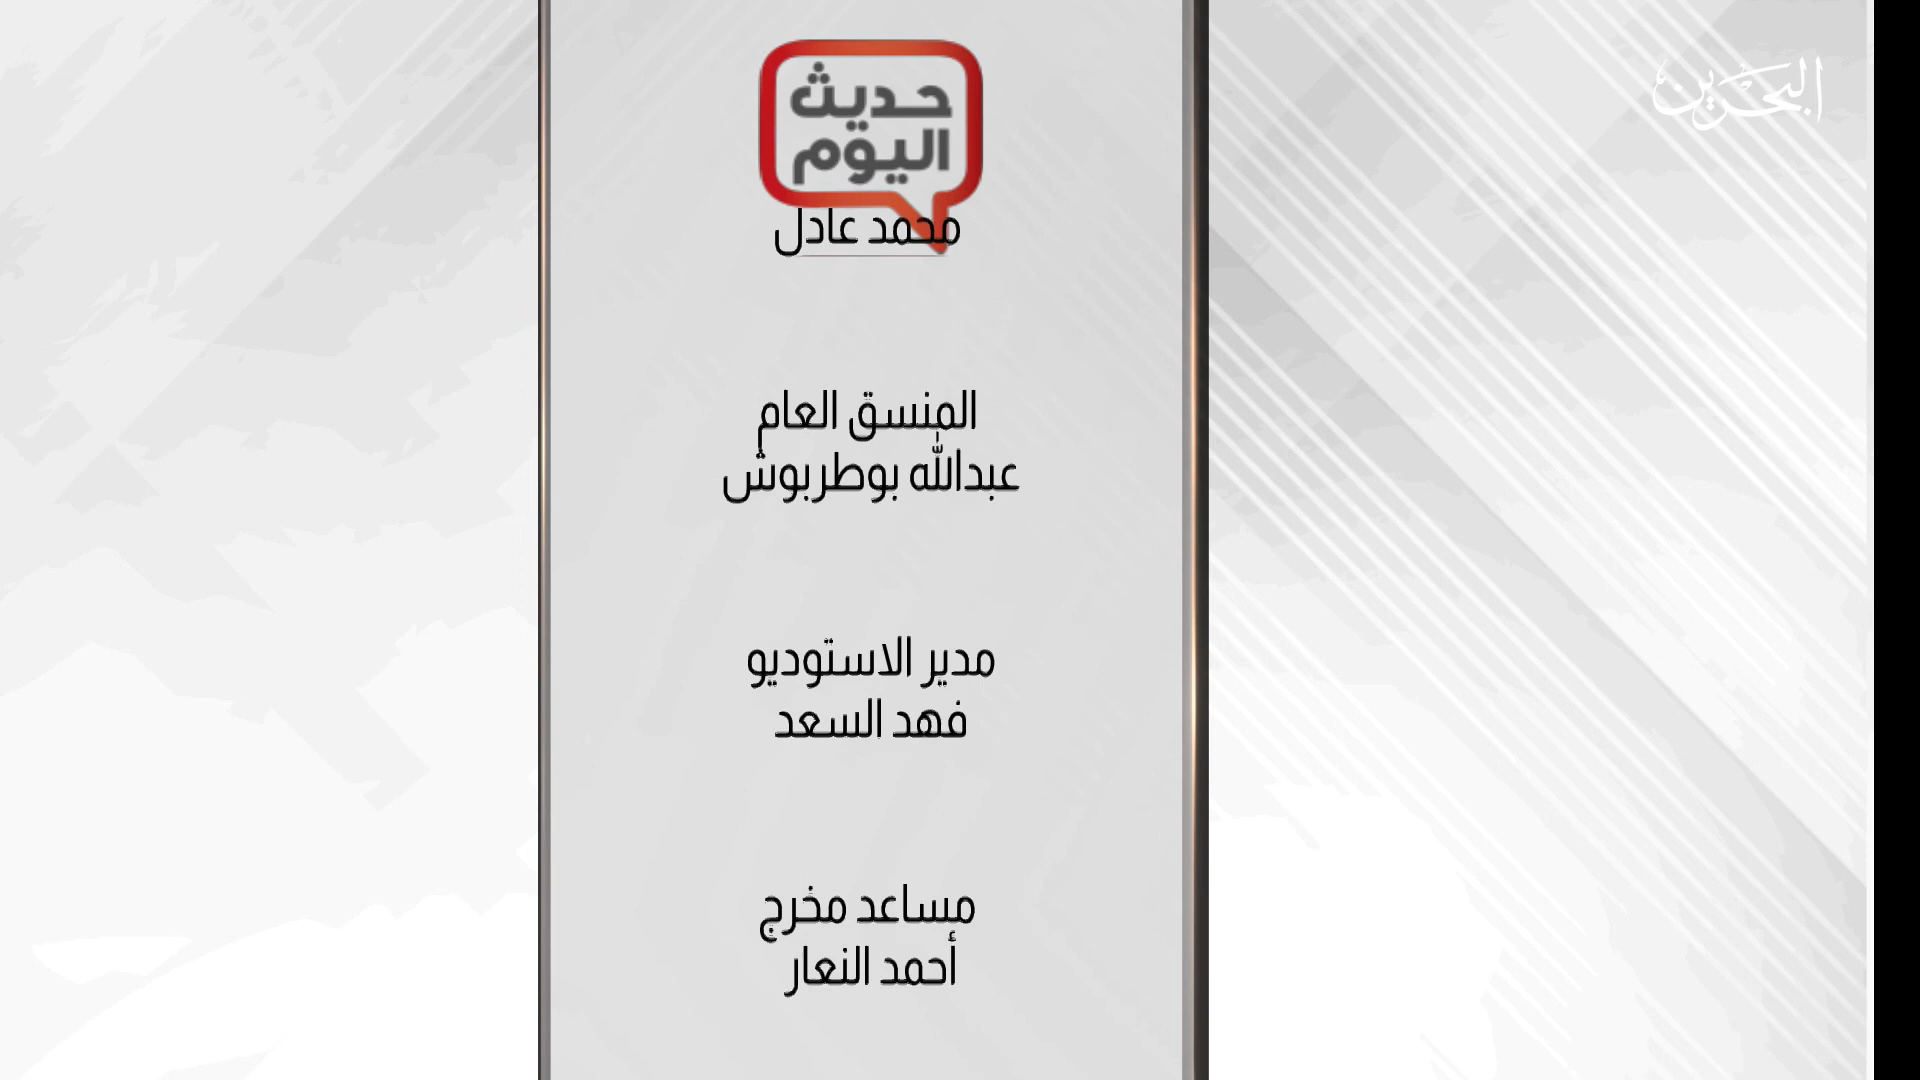 حديث
اليوم
البحرين
محمد عادل
المنسق العام
عبدالله بوطربوش
مدير الاستوديو
فهد السعد
مساعد مخرج
أحمد النعار